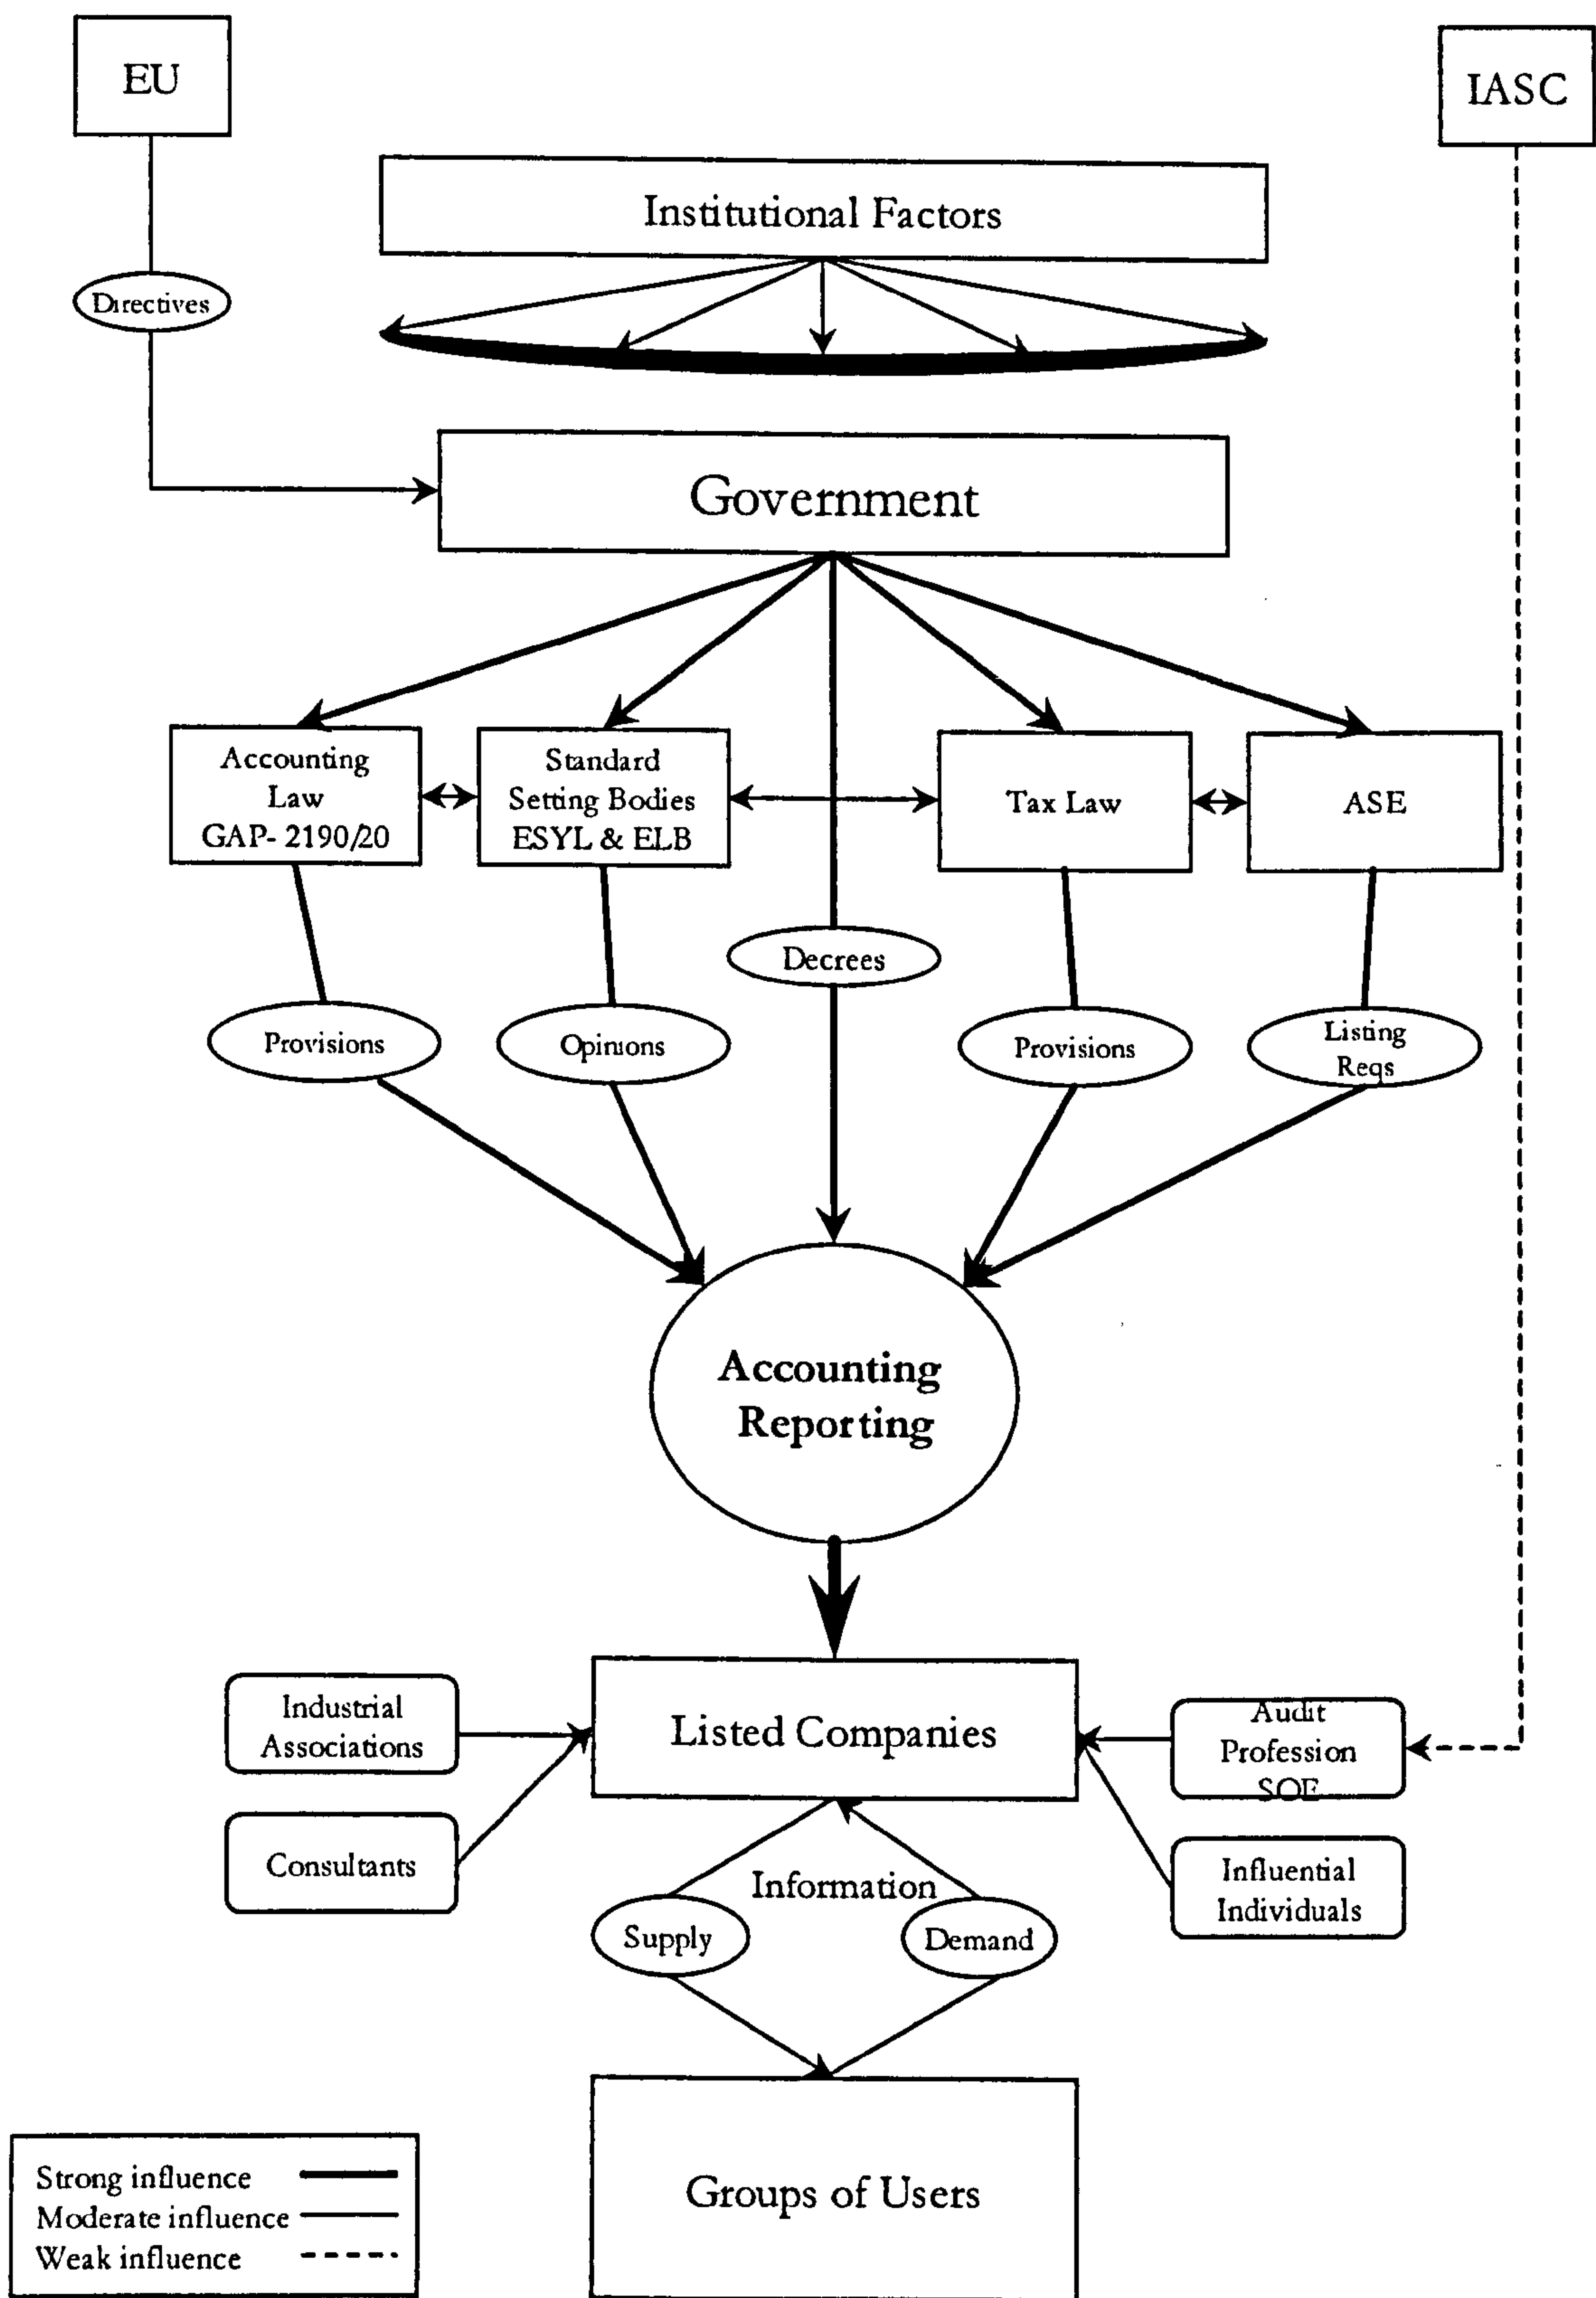 EU
IASC
Institutional Factors
Directives
Government
Accounting
Law
GAP- 2190/20
Standard
Setting Bodies
ESYL & ELB
Tax Law
ASE
Decrees
Provisions
Opinions
Provisions
Listing
Reqs
Accounting
Reporting
Industrial
Associations
Listed Companies
Audit
Profession
SOE
Consultants
Information
Influential
Individuals
Supply
Demand
Groups of Users
Strong influence
Moderate influence
Weak influence